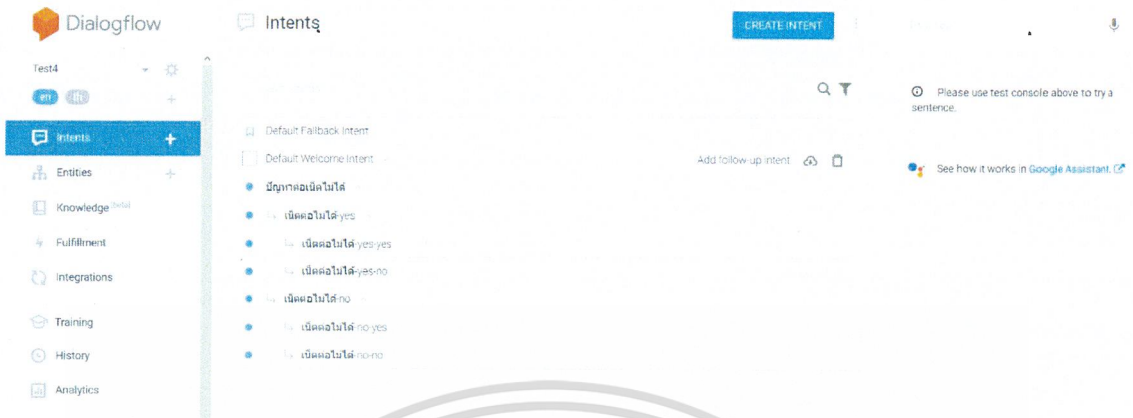 Dialogflow
Intents
CREATE INTENT
Test4
en th
Please use test console above to try a
sentence.
Intents
Default Fallback Intent
Default Welcome Intent
Add follow-up intent
See how it works in Google Assistant.
Entities
ปัญหาต่อเน็ตไม่ได้
Knowledge (beta)
เน็ตต่อไม่ได้-yes
Fulfillment
เน็ตต่อไม่ได้-yes-yes
เน็ตต่อไม่ได้-yes-no
Integrations
เน็ตต่อไม่ได้-no
Training
เน็ตต่อไม่ได้-no-yes
History
เน็ตต่อไม่ได้-no-no
Analytics